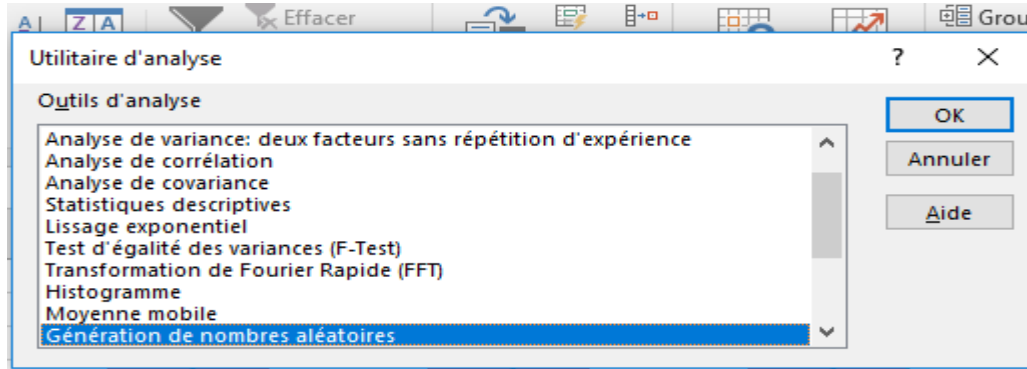 A Z A Effacer Grou
Utilitaire d'analyse ?
Outils d'analyse
OK
Analyse de variance: deux facteurs sans répétition d'expérience
Annuler
Analyse de corrélation
Analyse de covariance
Statistiques descriptives
Aide
Lissage exponentiel
Test d'égalité des variances (F-Test)
Transformation de Fourier Rapide (FFT)
Histogramme
Moyenne mobile
Génération de nombres aléatoires